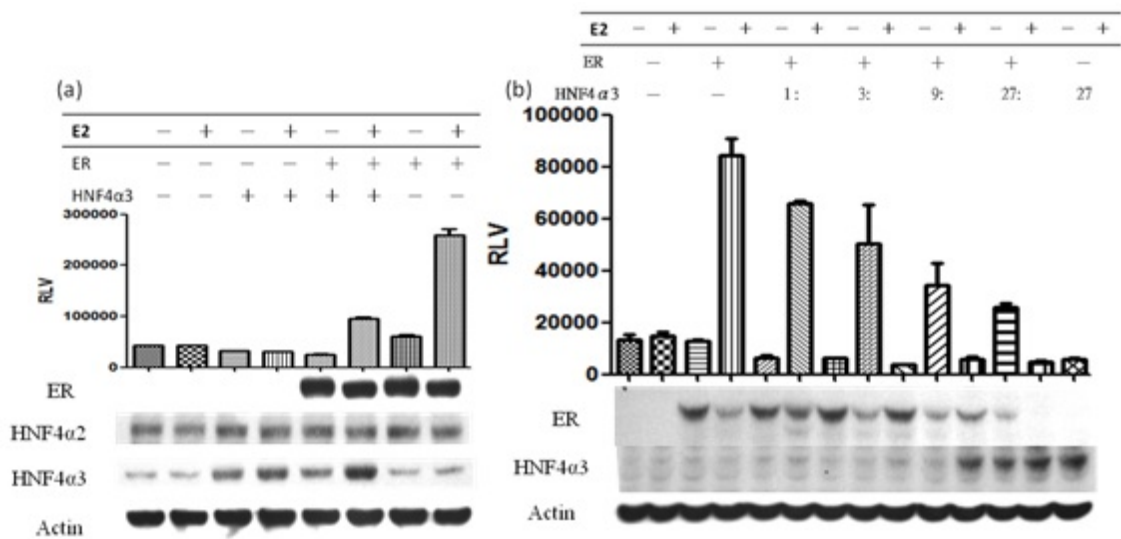 (a)
E2 − + − + − + − +
ER − − − − + + + +
HNF4α3 − − + + + + − −
300000
200000
100000
0
RLV
ER
HNF4α2
HNF4α3
Actin
(b)
E2 − + − + − + − + − + − + − +
ER − + + + + + −
HNF4α3 − − 1: 3: 9: 27: 27
100000
80000
60000
40000
20000
0
RLV
ER
HNF4α3
Actin